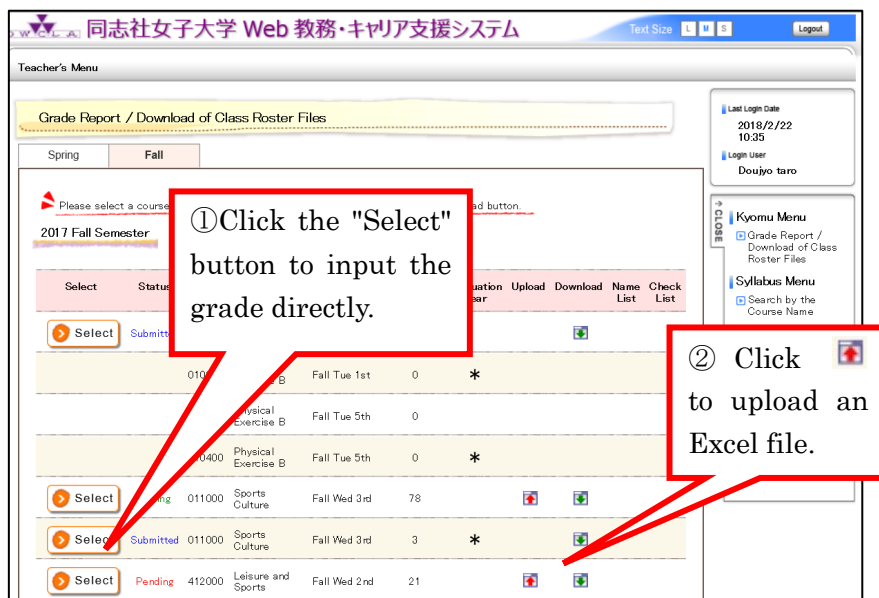 同志社女子大学 Web 教務・キャリア支援システム
Text Size L M S
Logout
Teacher's Menu
Grade Report / Download of Class Roster Files
Last Login Date
2018/2/22
10:35
Login User
Doujyo taro
Spring Fall
Please select a course
ad button.
2017 Fall Semester
①Click the "Select"
button to input the
grade directly.
CLOSE
Kyomu Menu
Grade Report /
Download of Class
Roster Files
Syllabus Menu
Search by the
Course Name
Select Status Upload Download Name List Check List
Select Submitt
010 B Fall Tue 1st 0 *
Physical Exercise B Fall Tue 5th 0
0400 Physical Exercise B Fall Tue 5th 0 *
Select 011000 Sports Culture Fall Wed 3rd 78
Select Submitted 011000 Sports Culture Fall Wed 3rd 3 *
Select Pending 412000 Leisure and Sports Fall Wed 2nd 21
② Click
to upload an
Excel file.